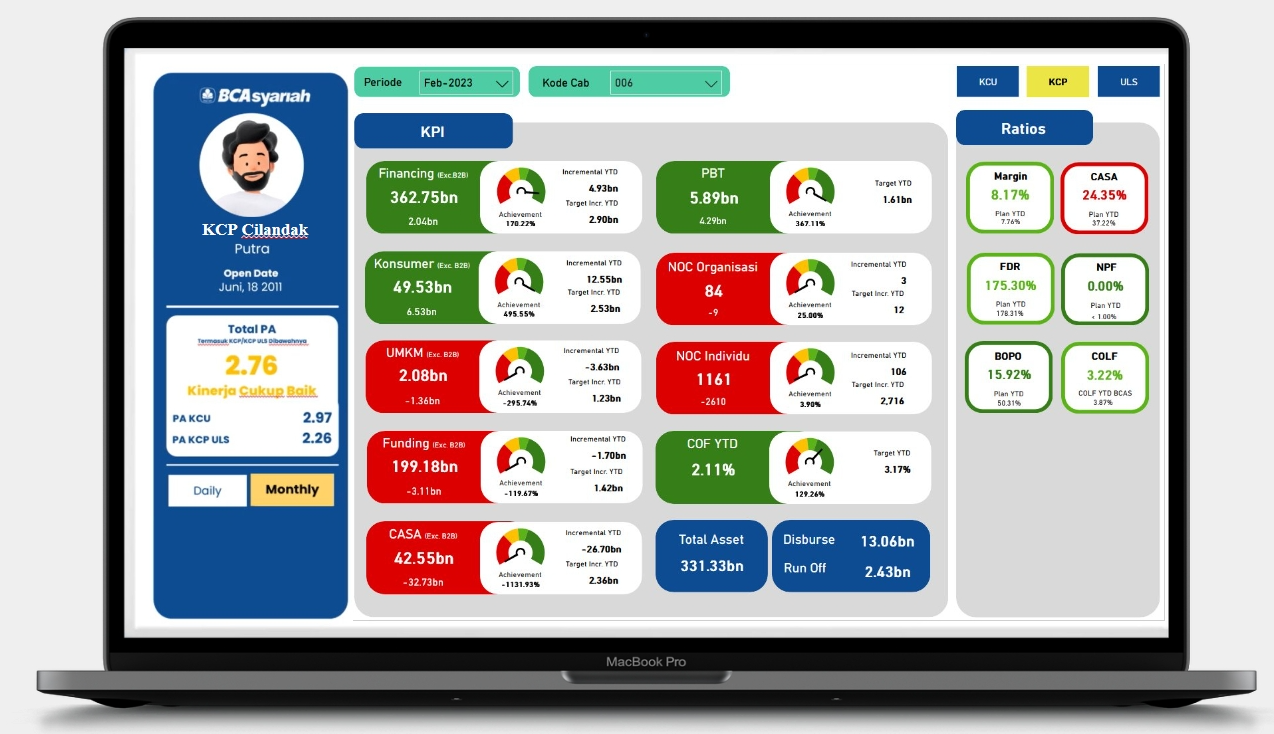 BCAsyariah
KCP Cilandak
Putra
Open Date
Juni, 18 2011
Total PA
Termasuk KCP/KCP ULS Dibawahnya
2.76
Kinerja Cukup Baik
PA KCU 2.97
PA KCP ULS 2.26
Daily Monthly
Periode Feb-2023 Kode Cab 006
KCU KCP ULS
KPI
Financing (Exc.B2B)
362.75bn
2.04bn
Achievement
170.22%
Incremental YTD
4.93bn
Target Incr. YTD
2.90bn
Konsumer (Exc. B2B)
49.53bn
6.53bn
Achievement
495.55%
Incremental YTD
12.55bn
Target Incr. YTD
2.53bn
UMKM (Exc. B2B)
2.08bn
-1.36bn
Achievement
-295.74%
Incremental YTD
-3.63bn
Target Incr. YTD
1.23bn
Funding (Exc. B2B)
199.18bn
-3.11bn
Achievement
-119.67%
Incremental YTD
-1.70bn
Target Incr. YTD
1.42bn
CASA (Exc. B2B)
42.55bn
-32.73bn
Achievement
-1131.93%
Incremental YTD
-26.70bn
Target Incr. YTD
2.36bn
PBT
5.89bn
4.29bn
Achievement
367.11%
Target YTD
1.61bn
NOC Organisasi
84
-9
Achievement
25.00%
Incremental YTD
3
Target Incr. YTD
12
NOC Individu
1161
-2610
Achievement
3.90%
Incremental YTD
106
Target Incr. YTD
2,716
COF YTD
2.11%
Achievement
129.26%
Target YTD
3.17%
Total Asset
331.33bn
Disburse 13.06bn
Run Off 2.43bn
Ratios
Margin
8.17%
Plan YTD
7.76%
CASA
24.35%
Plan YTD
37.22%
FDR
175.30%
Plan YTD
178.31%
NPF
0.00%
Plan YTD
< 1.00%
BOPO
15.92%
Plan YTD
50.31%
COLF
3.22%
COLF YTD BCAS
3.87%
MacBook Pro